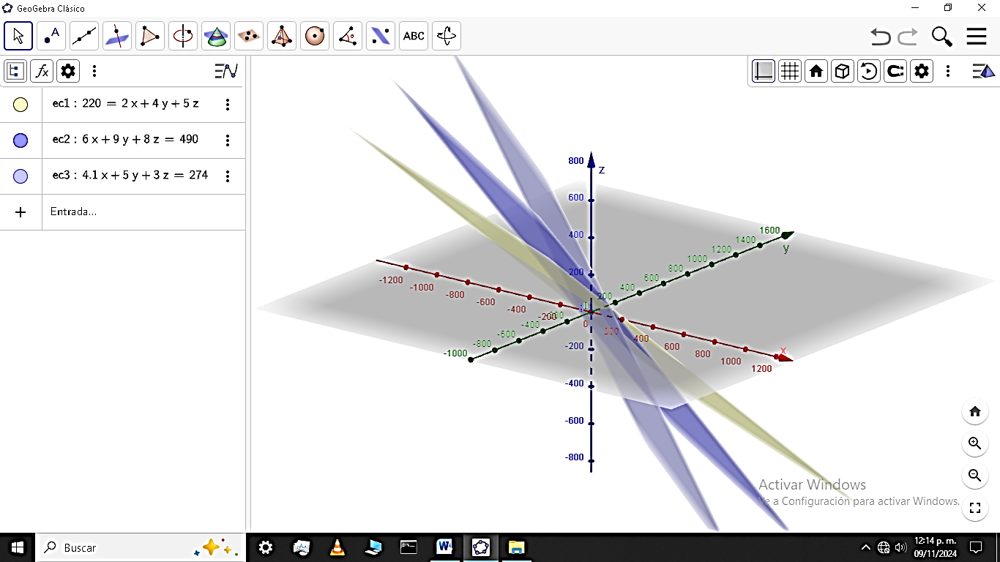 GeoGebra Clásico
A
ABC
fx
ec1 : 220 = 2 x + 4 y + 5 z
ec2 : 6 x + 9 y + 8 z = 490
ec3 : 4.1 x + 5 y + 3 z = 274
+ Entrada...
z
800
600
400
200
0
-200
-400
-600
-800
y
1600
1400
1200
1000
800
600
400
200
-200
-400
-600
-800
-1000
x
-1200
-1000
-800
-600
-400
-200
0
200
400
600
800
1000
1200
Activar Windows
Ve a Configuración para activar Windows.
Buscar
W
12:14 p. m.
09/11/2024